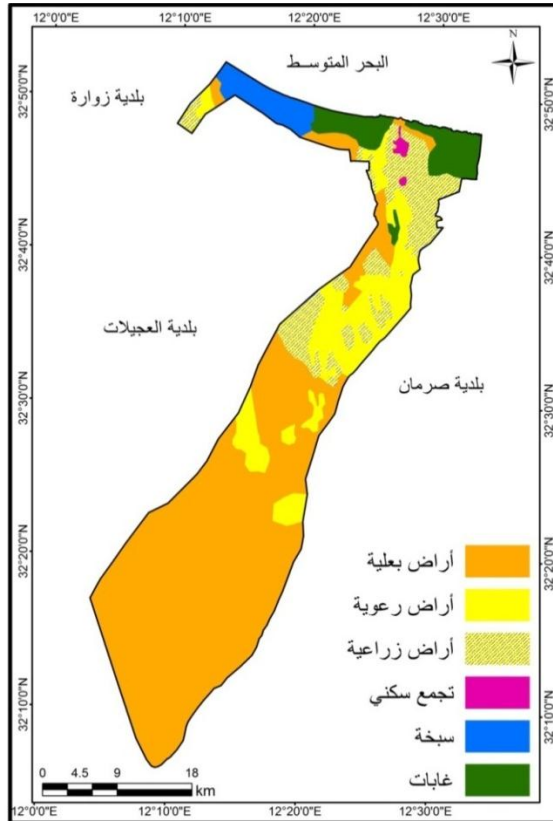 12°0'0"E 12°10'0"E 12°20'0"E 12°30'0"E
N
البحر المتوسـط
بلدية زوارة
32°50'0"N 32°50'0"N
32°40'0"N 32°40'0"N
بلدية العجيلات
بلدية صرمان
32°30'0"N 32°30'0"N
32°20'0"N 32°20'0"N
32°10'0"N 32°10'0"N
أراض بعلية
أراض رعوية
أراض زراعية
تجمع سكني
سبخة
غابات
0 4.5 9 18
km
12°0'0"E 12°10'0"E 12°20'0"E 12°30'0"E